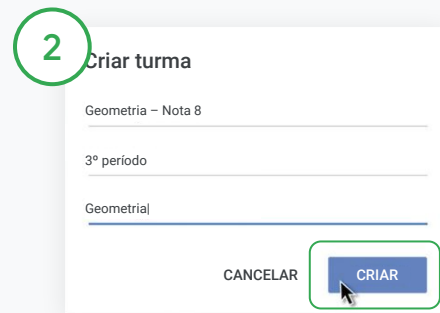 2
Criar turma
Geometria – Nota 8
3º período
Geometria
CANCELAR CRIAR